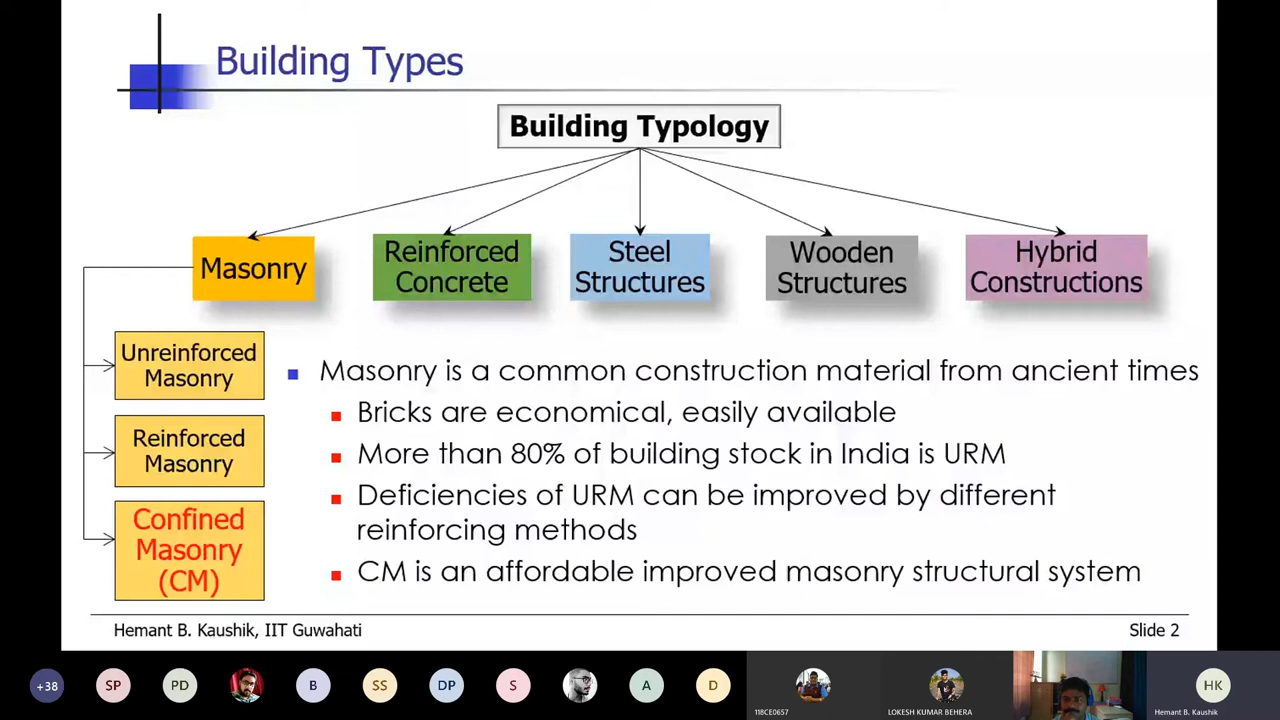 Building Types
Building Typology
Masonry
Reinforced
Concrete
Steel
Structures
Wooden
Structures
Hybrid
Constructions
Unreinforced
Masonry
Reinforced
Masonry
Confined
Masonry
(CM)
Masonry is a common construction material from ancient times
Bricks are economical, easily available
More than 80% of building stock in India is URM
Deficiencies of URM can be improved by different
reinforcing methods
CM is an affordable improved masonry structural system
Hemant B. Kaushik, IIT Guwahati
Slide 2
+38
SP
PD
B
SS
DP
S
A
D
118CE0657
LOKESH KUMAR BEHERA
HK
Hemant B. Kaushik